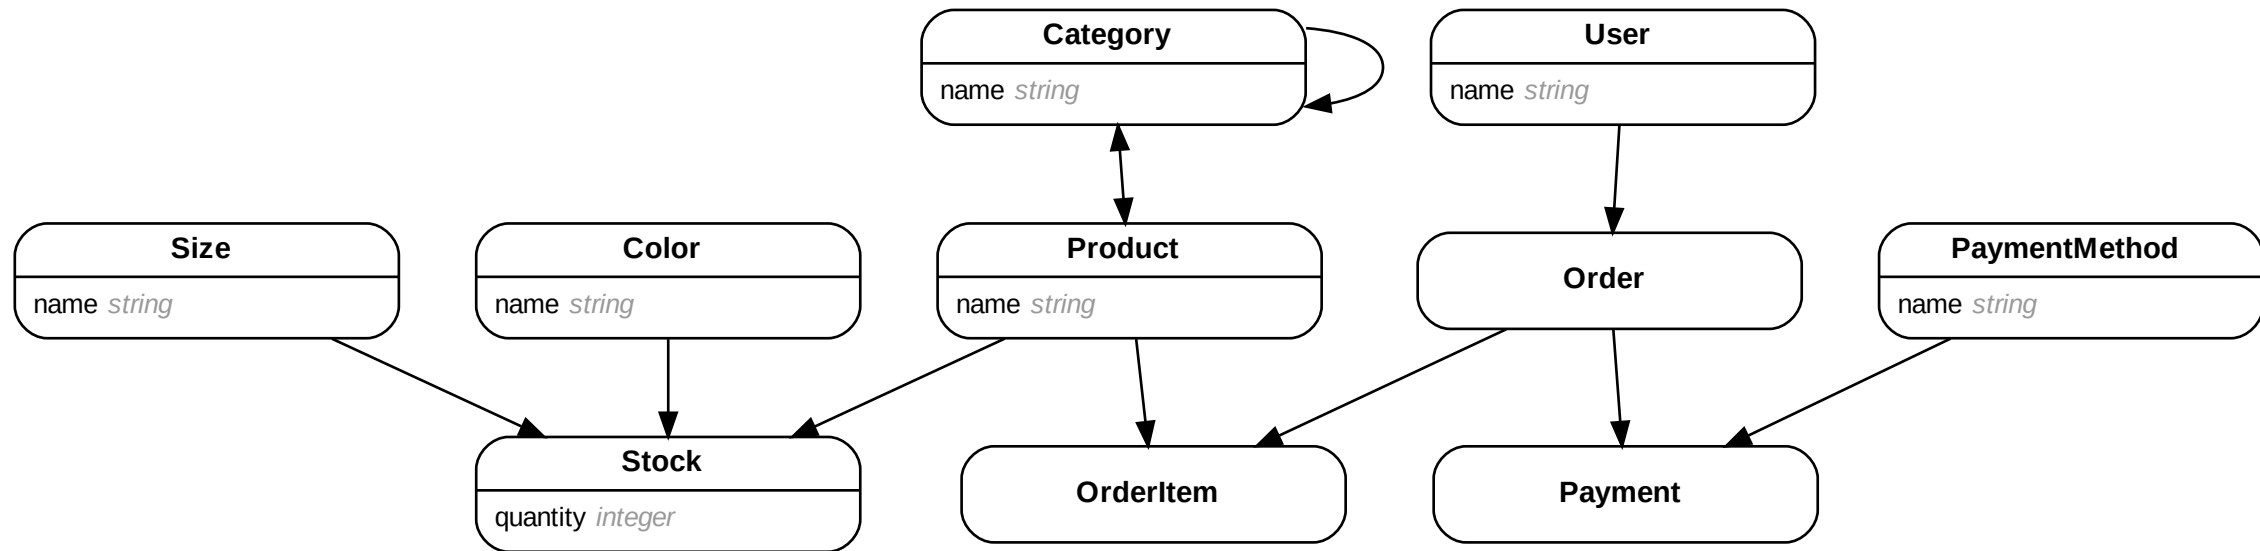 Category
name string
User
name string
Size
name string
Color
name string
Product
name string
Order
PaymentMethod
name string
Stock
quantity integer
OrderItem
Payment